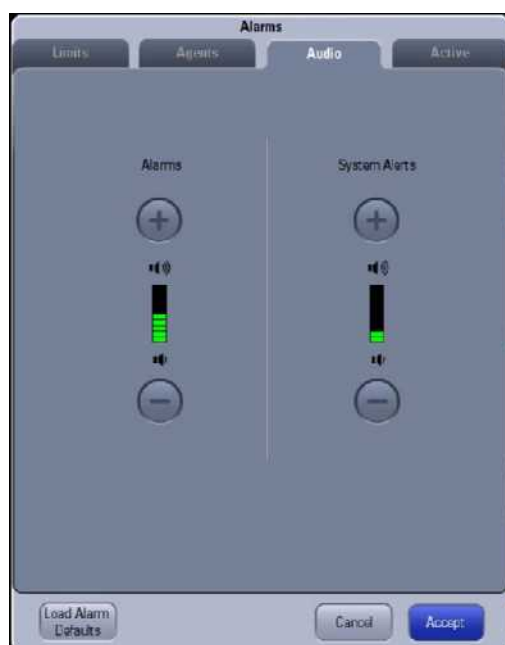 Alarms
Limits Agents Audio Active
Alarms System Alerts
Load Alarm
Defaults
Cancel Accept